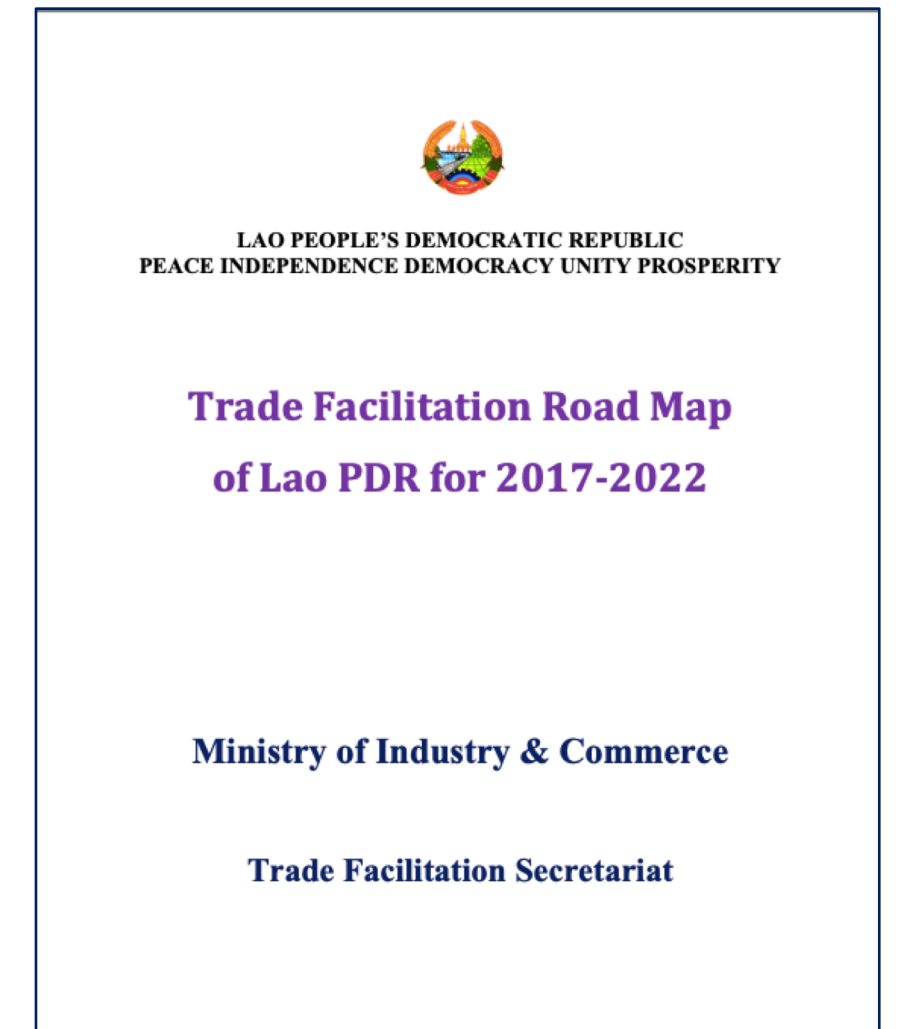 LAO PEOPLE’S DEMOCRATIC REPUBLIC
PEACE INDEPENDENCE DEMOCRACY UNITY PROSPERITY
Trade Facilitation Road Map
of Lao PDR for 2017-2022
Ministry of Industry & Commerce
Trade Facilitation Secretariat